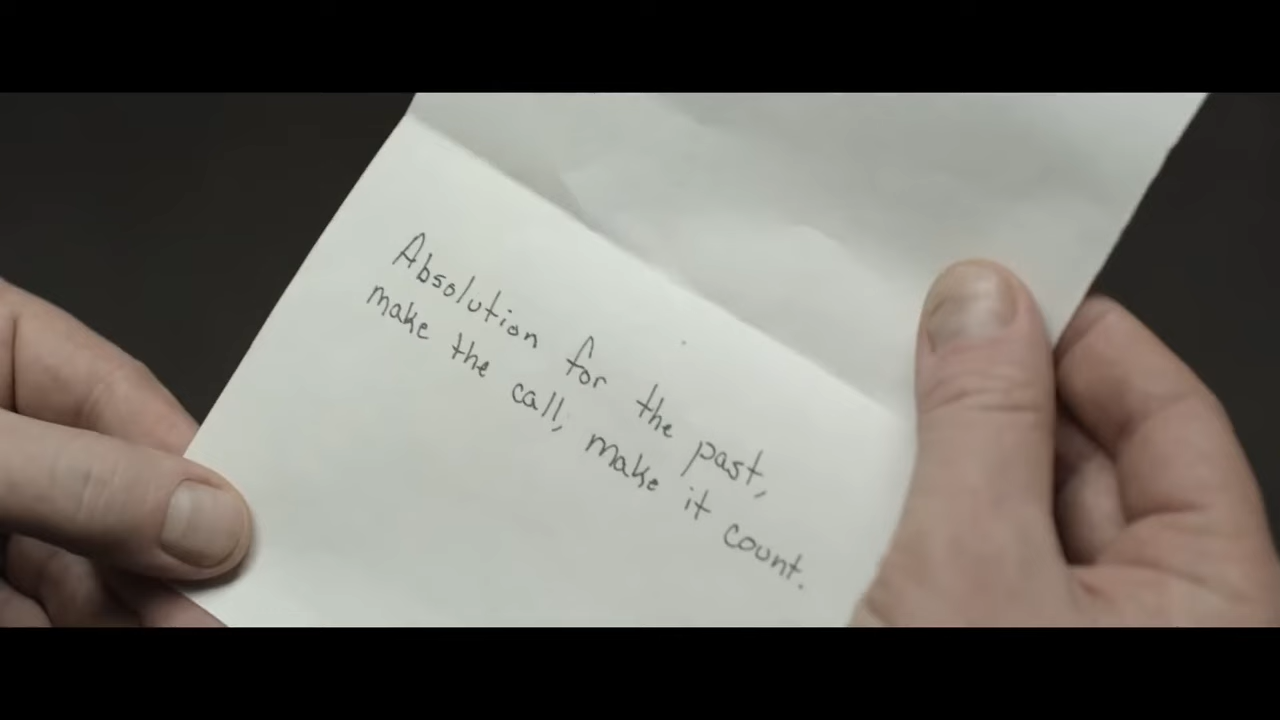 Absolution for the past,
make the call, make it count.